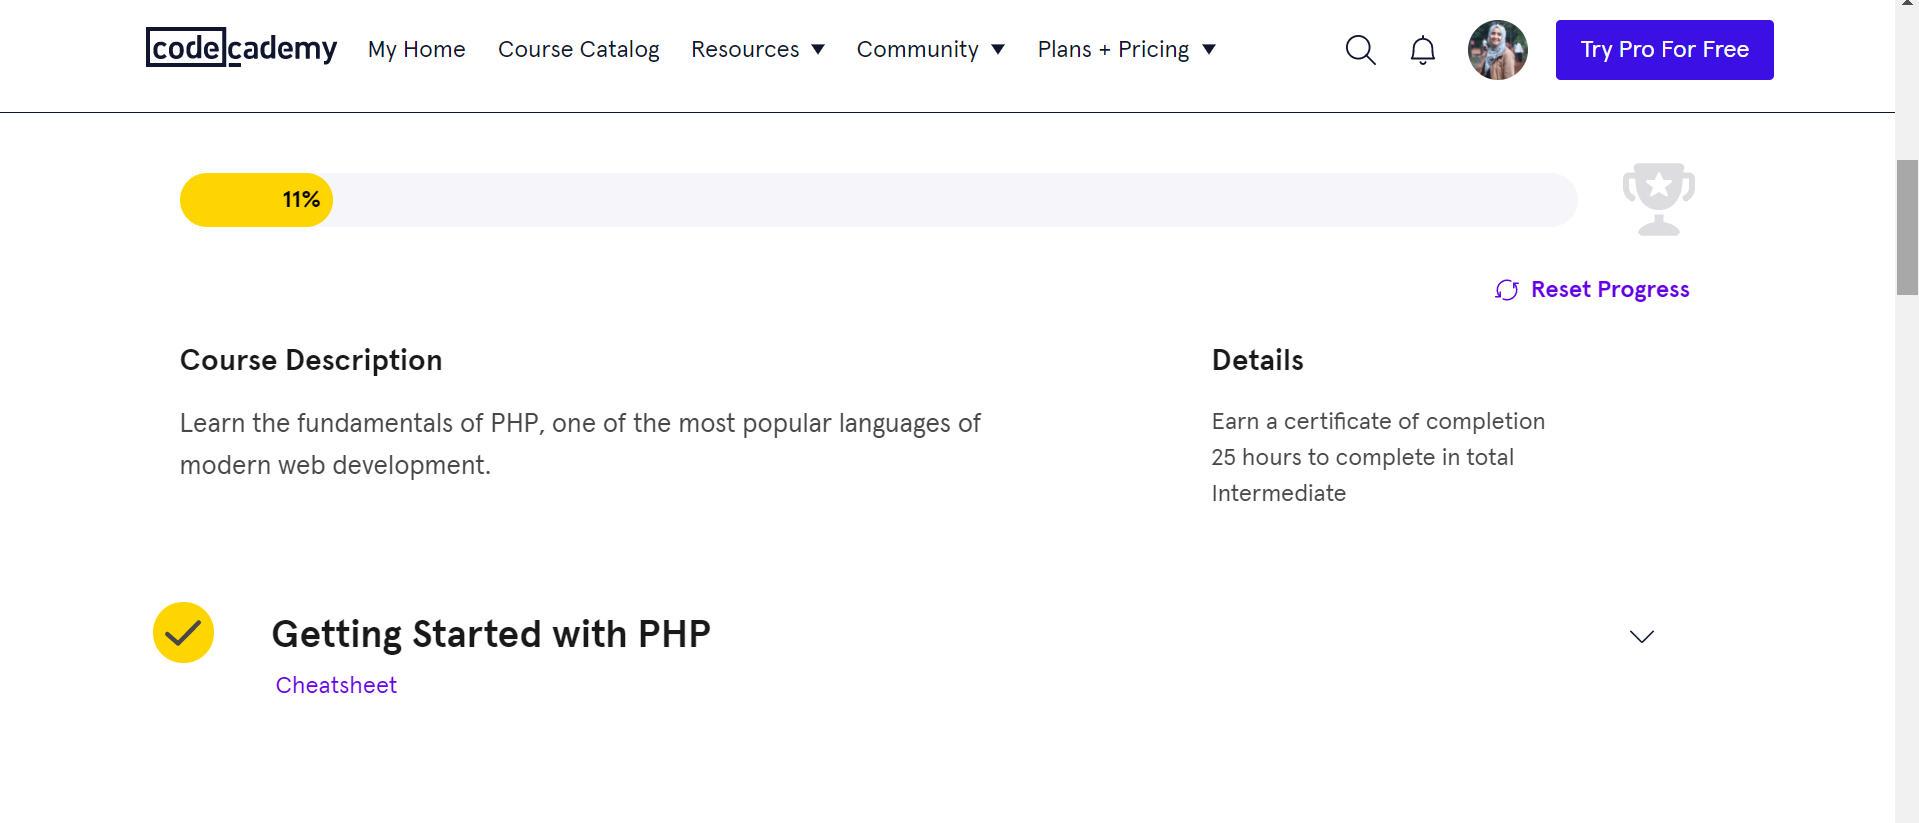 codecademy My Home Course Catalog Resources Community Plans + Pricing Try Pro For Free
11%
Reset Progress
Course Description
Learn the fundamentals of PHP, one of the most popular languages of
modern web development.
Details
Earn a certificate of completion
25 hours to complete in total
Intermediate
Getting Started with PHP
Cheatsheet